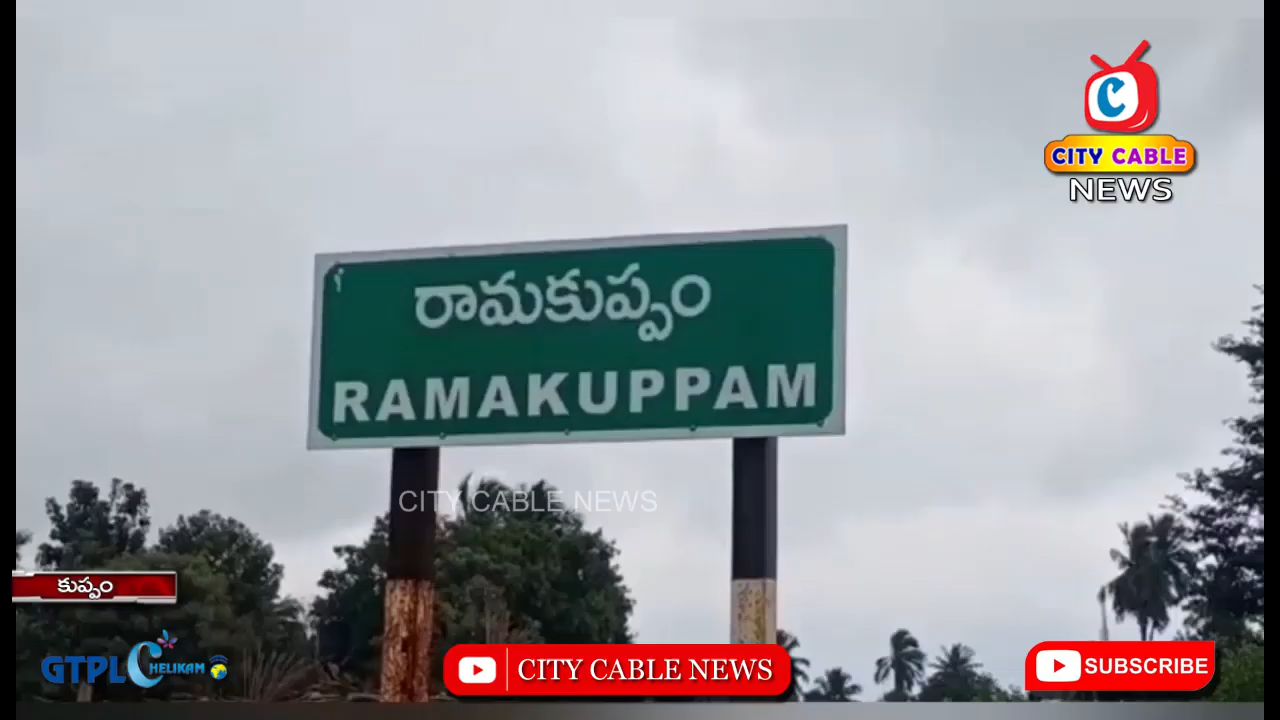 C
CITY CABLE
NEWS
రామకుప్పం
RAMAKUPPAM
CITY CABLE NEWS
కుప్పం
GTPL CHELIKAM
CITY CABLE NEWS
SUBSCRIBE